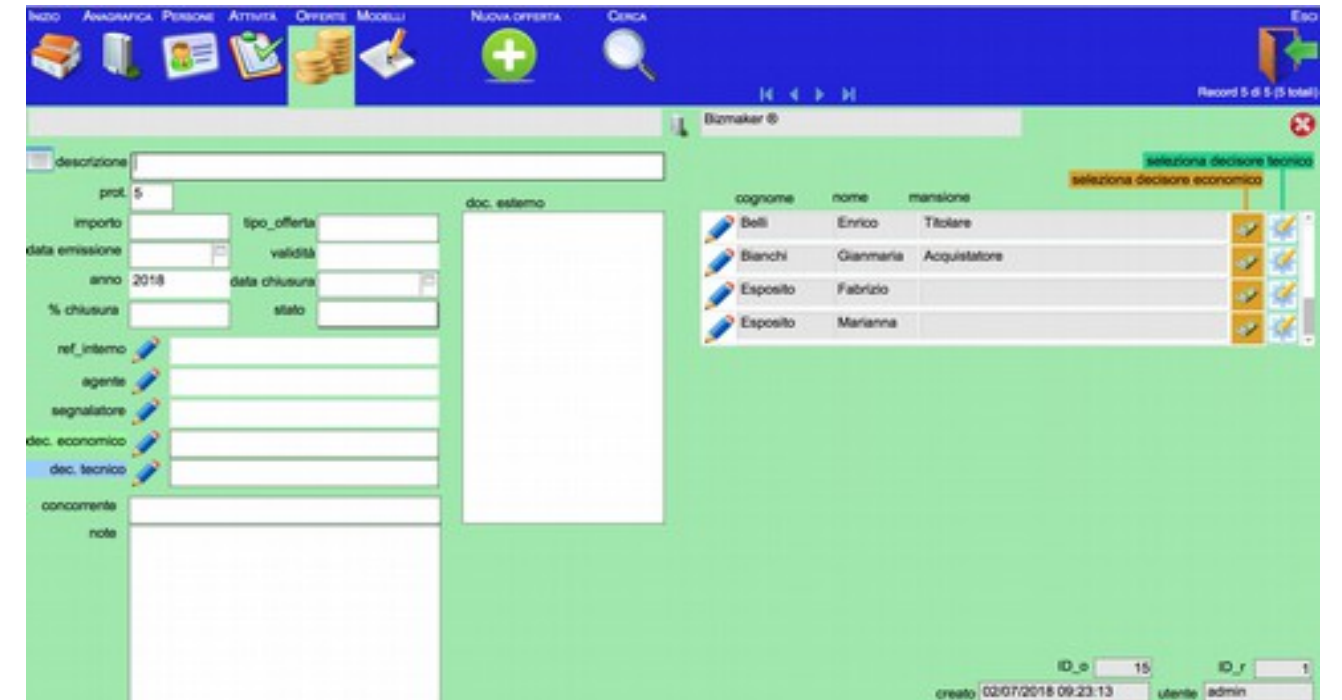 INIZIO ANAGRAFICA PERSONE ATTIVITÀ OFFERTE MODELLI NUOVA OFFERTA CERCA ESCI
Record 5 di 5 (5 totali)
Bizmaker ®
descrizione
seleziona decisore tecnico
seleziona decisore economico
prot. 5
doc. esterno
cognome nome mansione
importo tipo_offerta
Belli Enrico Titolare
data emissione validità
Bianchi Gianmaria Acquistatore
anno 2018 data chiusura
Esposito Fabrizio
% chiusura stato
Esposito Marianna
ref_interno
agente
segnalatore
dec. economico
dec. tecnico
concorrente
note
ID_o 15 ID_r 1
creato 02/07/2018 09:23:13 utente admin